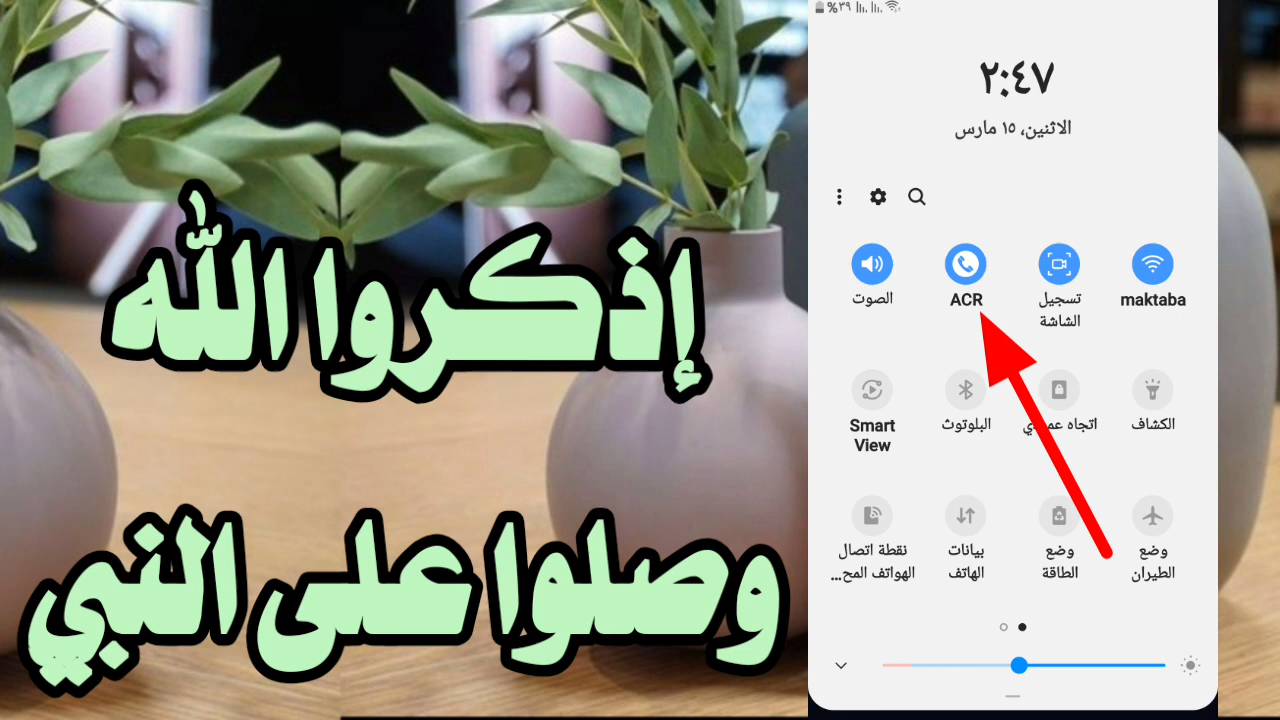 إذكروا الله
وصلوا على النبي
%٣٩
٢:٤٧
الاثنين، ١٥ مارس
maktaba
تسجيل الشاشة
ACR
الصوت
الكشاف
البلوتوث
Smart View
وضع الطيران
وضع الطاقة
بيانات الهاتف
نقطة اتصال الهواتف المح...